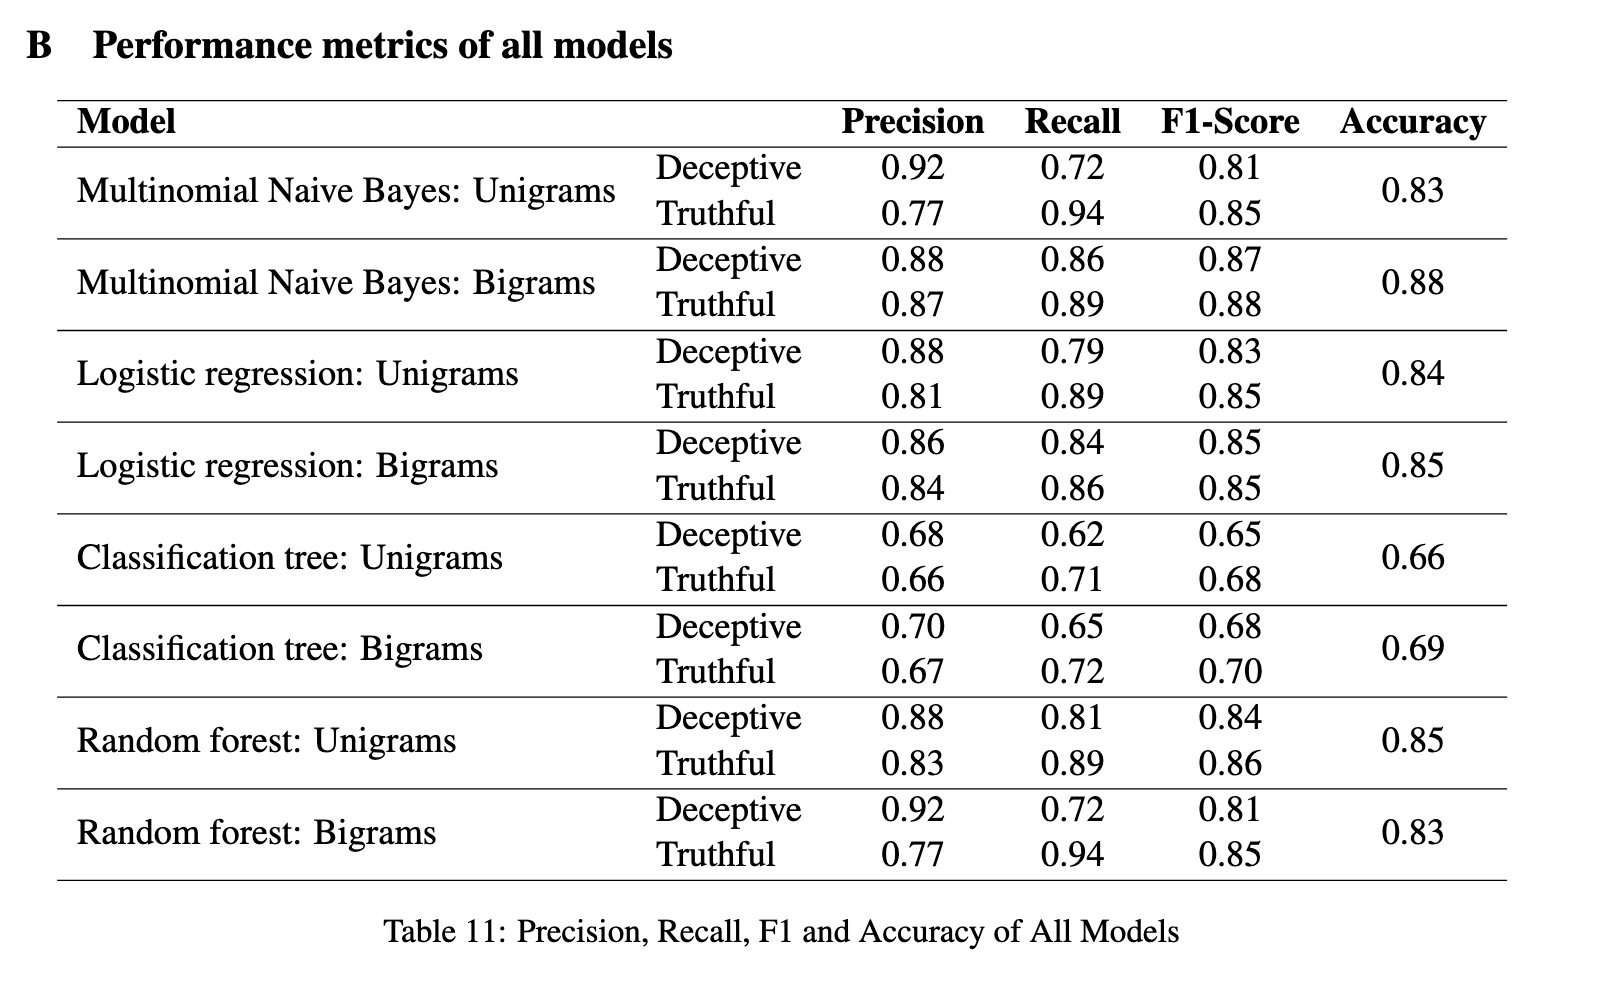 B Performance metrics of all models
Model Precision Recall F1-Score Accuracy
Multinomial Naive Bayes: Unigrams Deceptive 0.92 0.72 0.81 0.83
Truthful 0.77 0.94 0.85
Multinomial Naive Bayes: Bigrams Deceptive 0.88 0.86 0.87 0.88
Truthful 0.87 0.89 0.88
Logistic regression: Unigrams Deceptive 0.88 0.79 0.83 0.84
Truthful 0.81 0.89 0.85
Logistic regression: Bigrams Deceptive 0.86 0.84 0.85 0.85
Truthful 0.84 0.86 0.85
Classification tree: Unigrams Deceptive 0.68 0.62 0.65 0.66
Truthful 0.66 0.71 0.68
Classification tree: Bigrams Deceptive 0.70 0.65 0.68 0.69
Truthful 0.67 0.72 0.70
Random forest: Unigrams Deceptive 0.88 0.81 0.84 0.85
Truthful 0.83 0.89 0.86
Random forest: Bigrams Deceptive 0.92 0.72 0.81 0.83
Truthful 0.77 0.94 0.85
Table 11: Precision, Recall, F1 and Accuracy of All Models